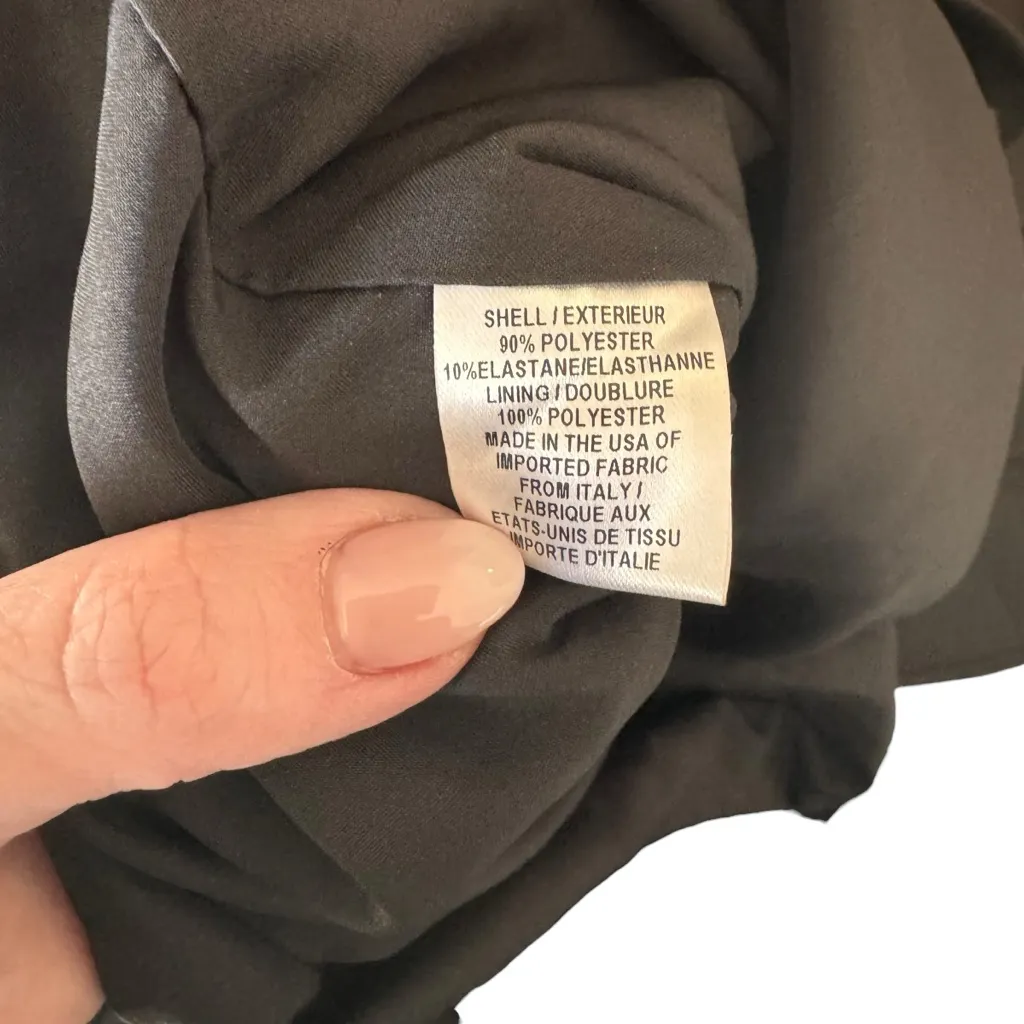 SHELL / EXTERIEUR
90% POLYESTER
10%ELASTANE/ELASTHANNE
LINING / DOUBLURE
100% POLYESTER
MADE IN THE USA OF
IMPORTED FABRIC
FROM ITALY /
FABRIQUE AUX
ETATS-UNIS DE TISSU
IMPORTE D'ITALIE